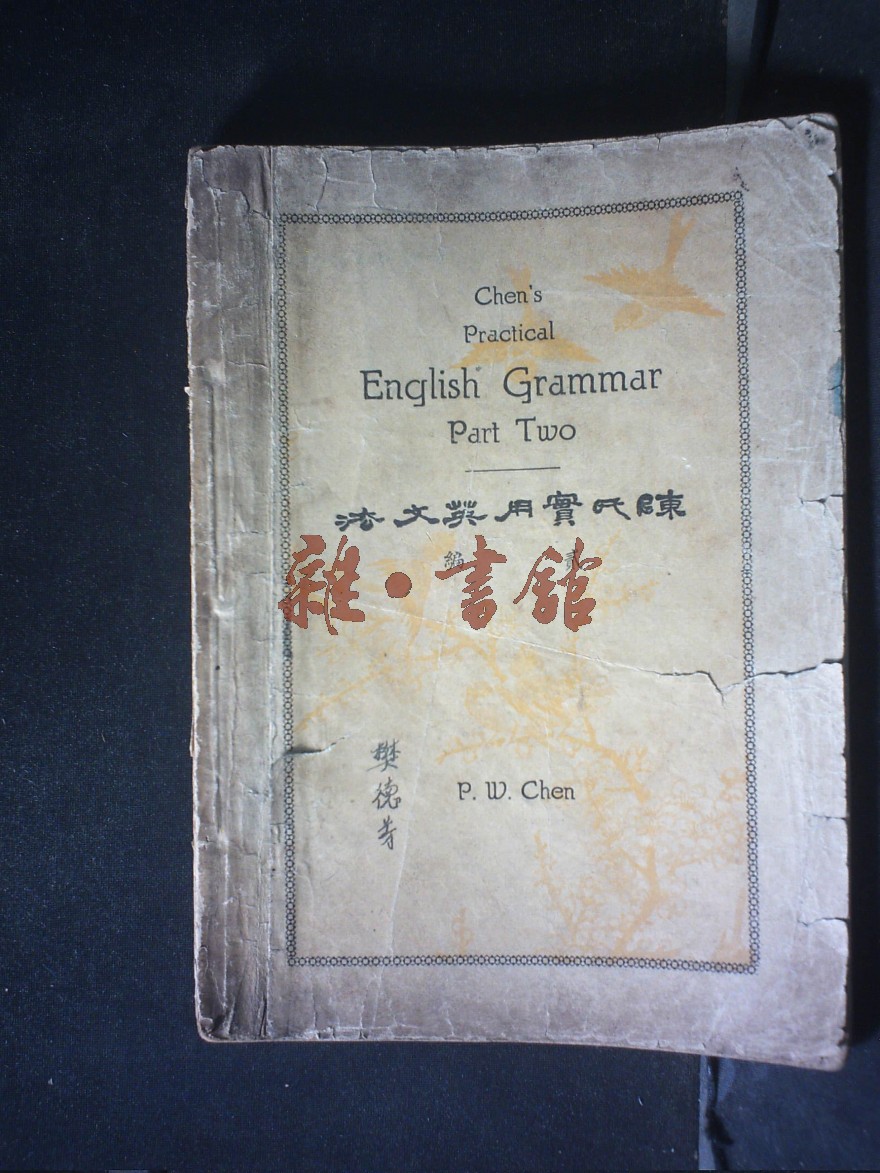 Chen's
Practical
English Grammar
Part Two
法文英用實氏陳
雜·書館
樊德芳
P. W. Chen